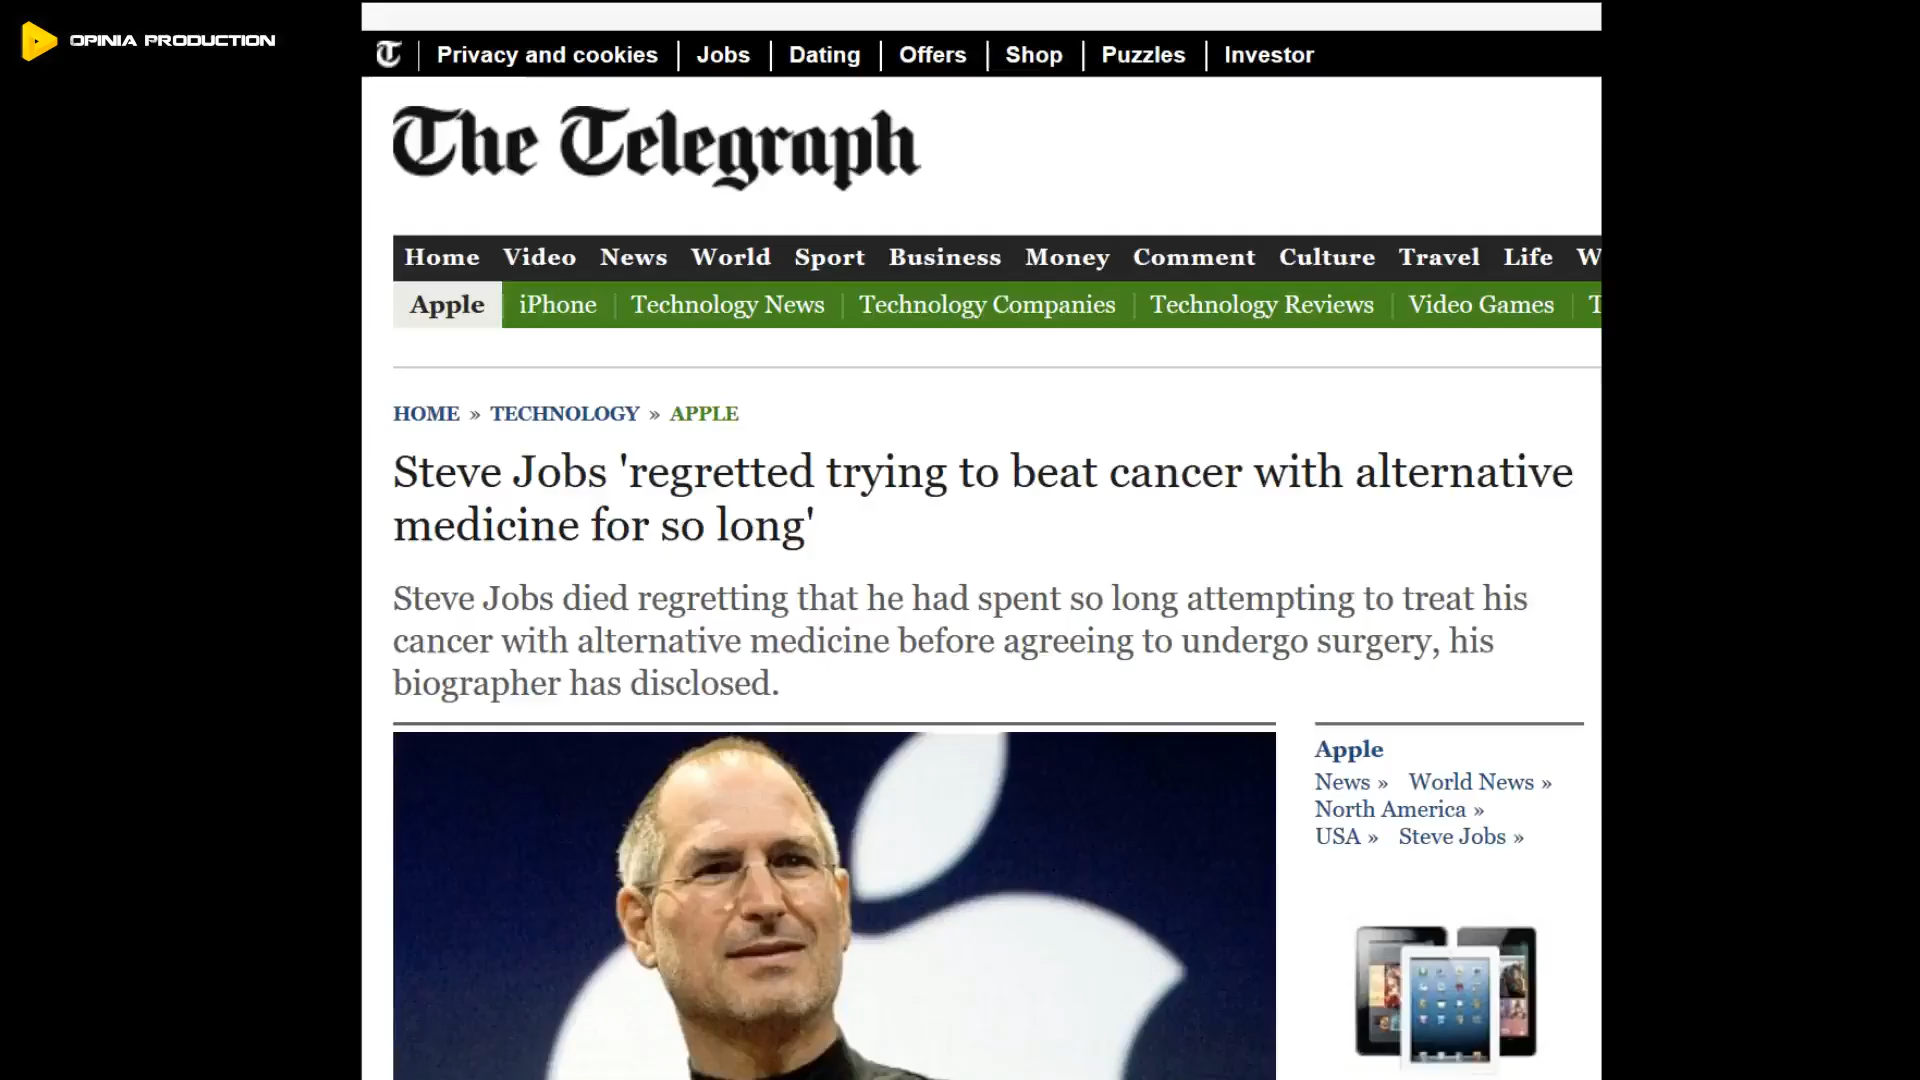 OPINIA PRODUCTION
Privacy and cookies Jobs Dating Offers Shop Puzzles Investor
The Telegraph
Home Video News World Sport Business Money Comment Culture Travel Life W
Apple iPhone Technology News Technology Companies Technology Reviews Video Games T
HOME » TECHNOLOGY » APPLE
Steve Jobs 'regretted trying to beat cancer with alternative
medicine for so long'
Steve Jobs died regretting that he had spent so long attempting to treat his
cancer with alternative medicine before agreeing to undergo surgery, his
biographer has disclosed.
Apple
News » World News »
North America »
USA » Steve Jobs »